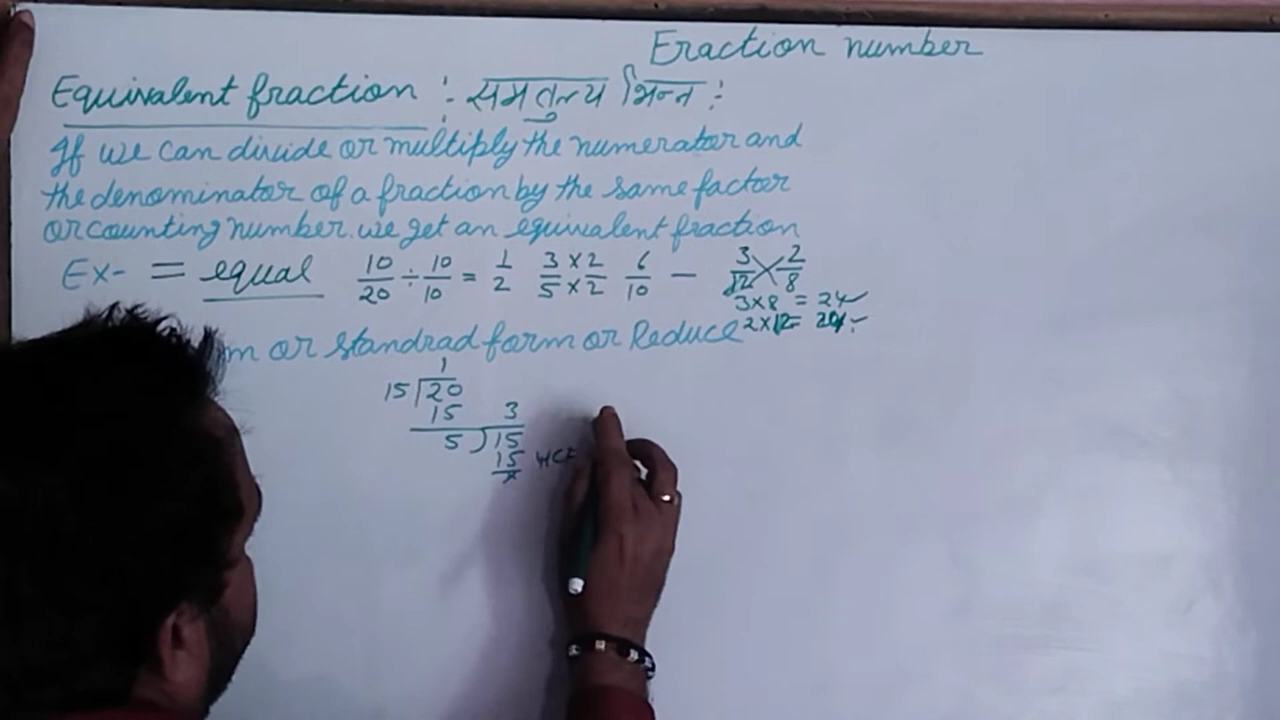 Fraction number
Equivalent fraction :- समतुल्य भिन्न :-
If we can divide or multiply the numerator and
the denominator of a fraction by the same factor
or counting number. we get an equivalent fraction
Ex- = equal 10/20 ÷ 10/10 = 1/2 3/5 × 2/2 6/10 — 3/12 × 2/8
3×8 = 24
2×12=
m or standrad form or Reduce
1
15 20
15 3
5 15
15